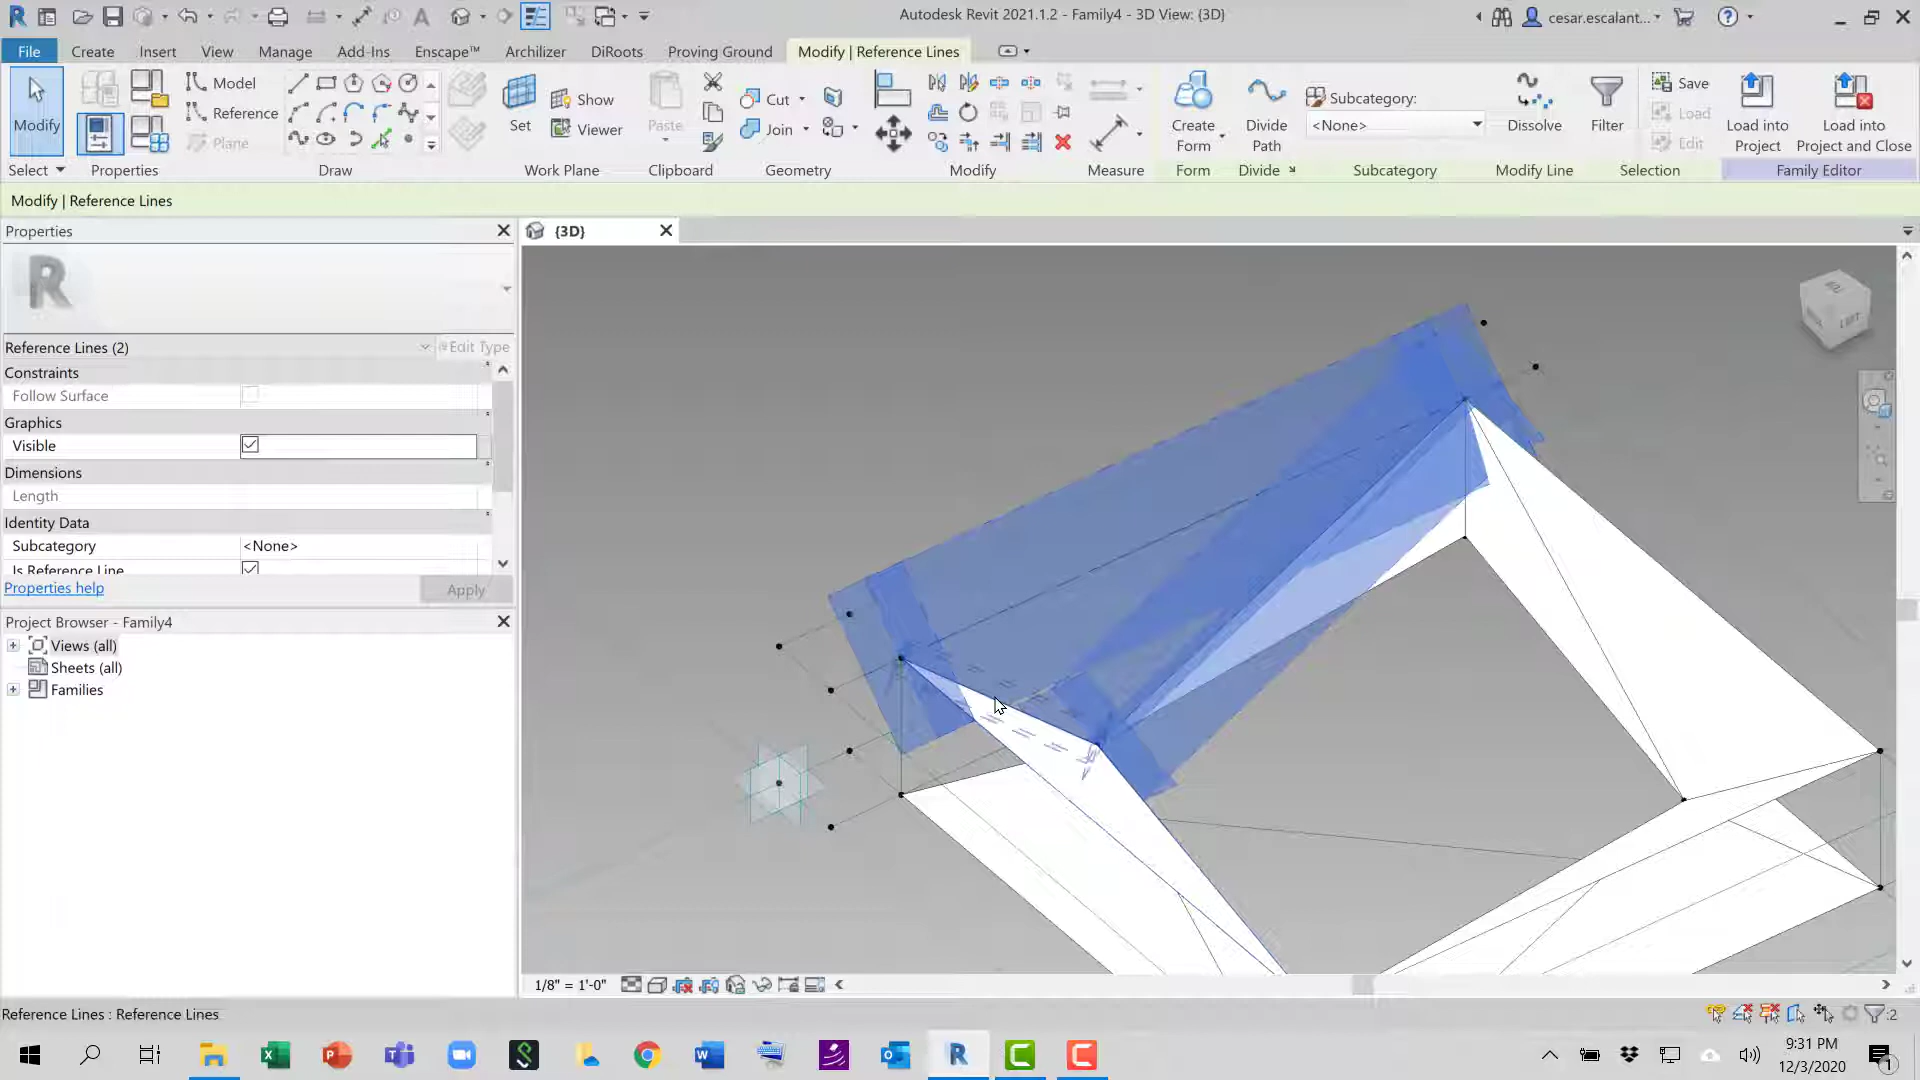 Autodesk Revit 2021.1.2 - Family4 - 3D View: {3D}
cesar.escalant...
File Create Insert View Manage Add-Ins Enscape™ Archilizer DiRoots Proving Ground Modify | Reference Lines
Modify
Model
Reference
Plane
Set
Show
Viewer
Paste
Cut
Join
Create
Form
Divide
Path
Subcategory:
<None>
Dissolve
Filter
Save
Load
Edit
Load into
Project
Load into
Project and Close
Select Properties Draw Work Plane Clipboard Geometry Modify Measure Form Divide Subcategory Modify Line Selection Family Editor
Modify | Reference Lines
Properties
{3D}
R
Reference Lines (2)
Edit Type
Constraints
Follow Surface
Graphics
Visible
Dimensions
Length
Identity Data
Subcategory <None>
Is Reference Line
Properties help
Apply
Project Browser - Family4
Views (all)
Sheets (all)
Families
LEFT
1/8" = 1'-0"
Reference Lines : Reference Lines
:2
9:31 PM
12/3/2020
1